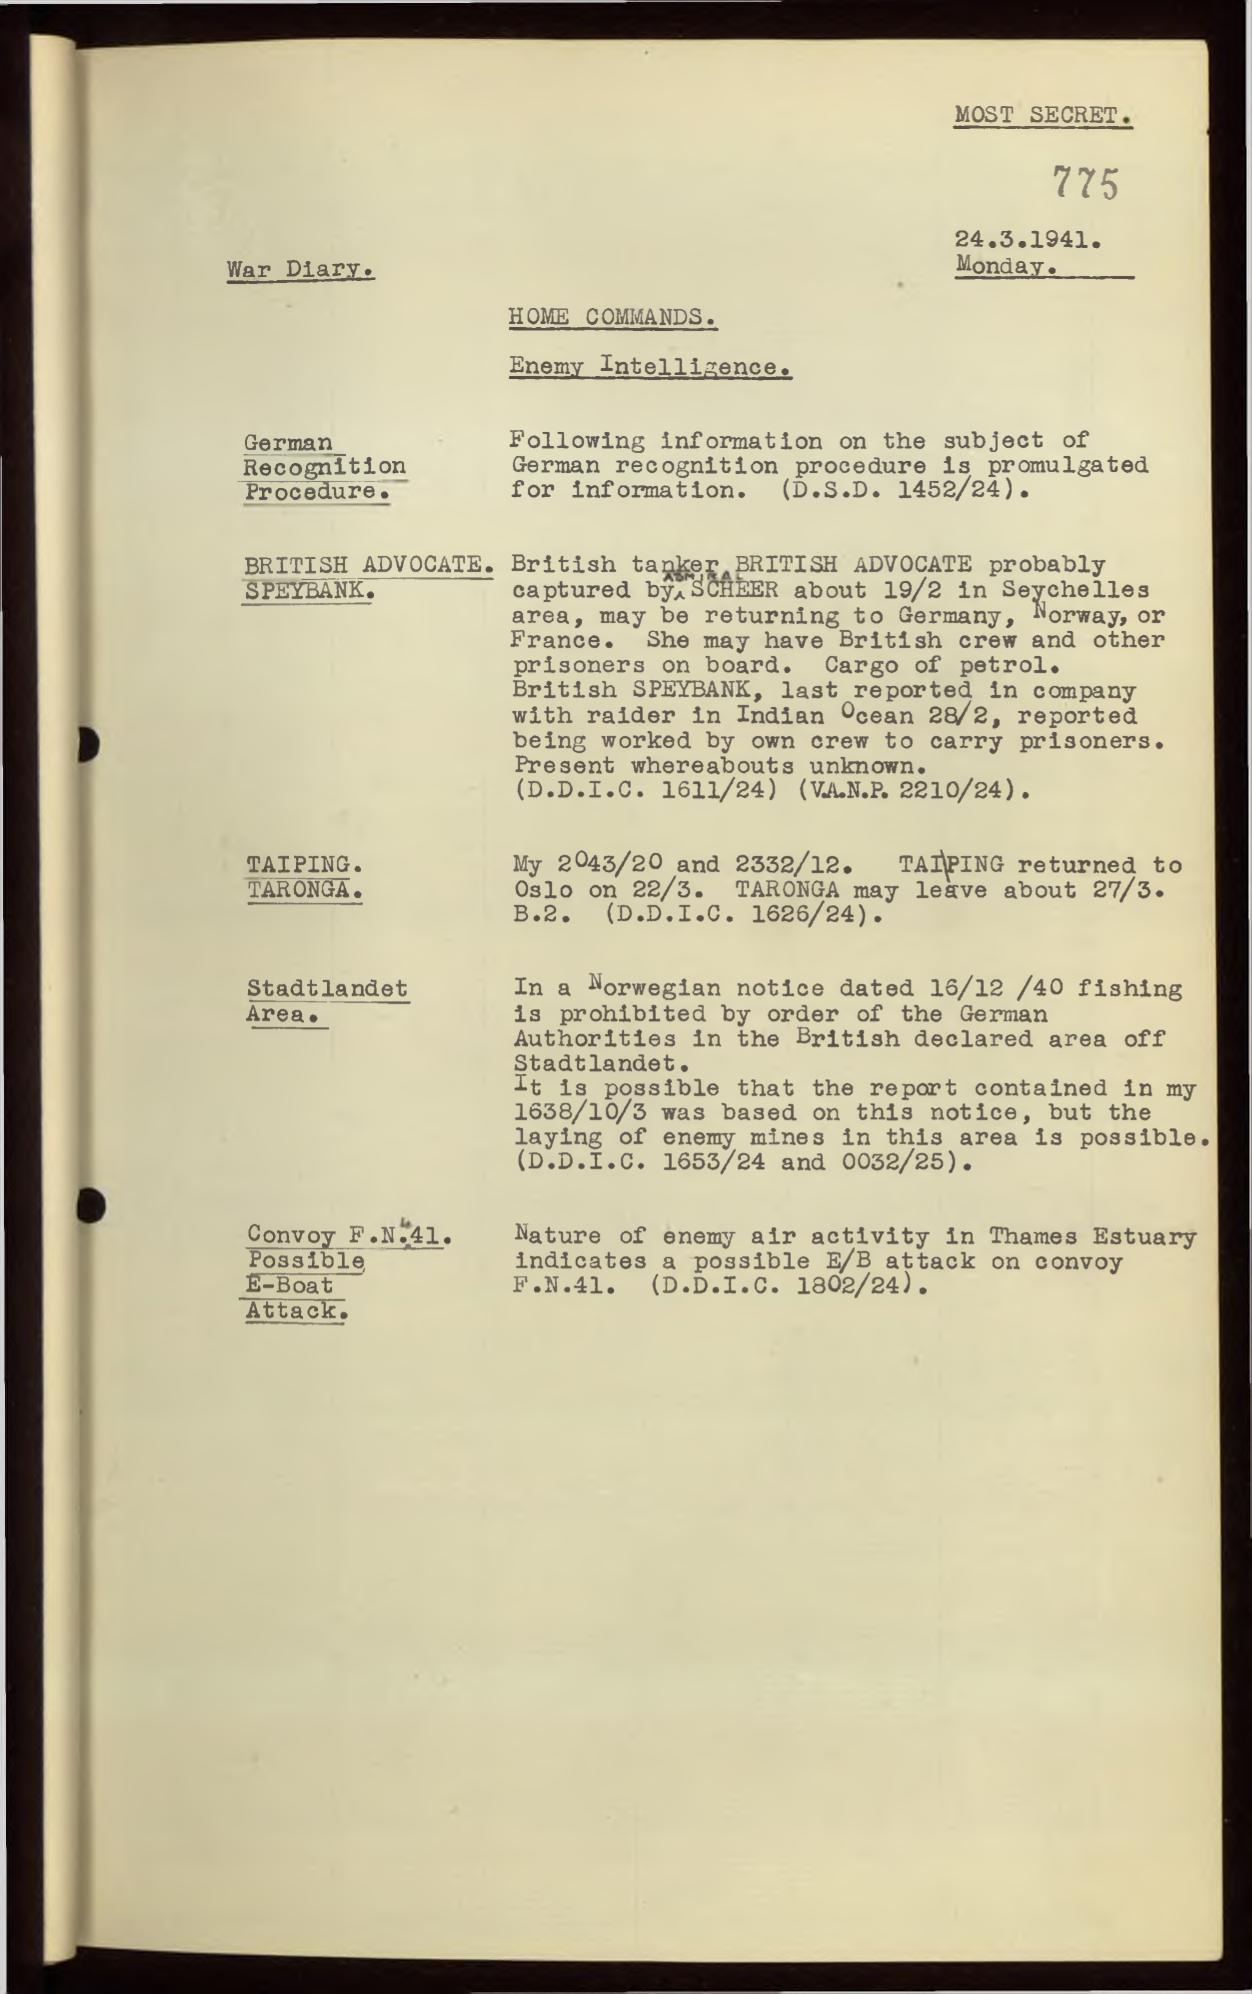 MOST SECRET.
775
24.3.1941.
Monday.
War Diary.
HOME COMMANDS.
Enemy Intelligence.
German
Recognition
Procedure.
Following information on the subject of
German recognition procedure is promulgated
for information. (D.S.D. 1452/24).
BRITISH ADVOCATE.
SPEYBANK.
British tanker BRITISH ADVOCATE probably
captured by ADMIRAL SCHEER about 19/2 in Seychelles
area, may be returning to Germany, Norway, or
France. She may have British crew and other
prisoners on board. Cargo of petrol.
British SPEYBANK, last reported in company
with raider in Indian Ocean 28/2, reported
being worked by own crew to carry prisoners.
Present whereabouts unknown.
(D.D.I.C. 1611/24) (V.A.N.P. 2210/24).
TAIPING.
TARONGA.
My 2043/20 and 2332/12. TAIPING returned to
Oslo on 22/3. TARONGA may leave about 27/3.
B.2. (D.D.I.C. 1626/24).
Stadtlandet
Area.
In a Norwegian notice dated 16/12 /40 fishing
is prohibited by order of the German
Authorities in the British declared area off
Stadtlandet.
It is possible that the report contained in my
1638/10/3 was based on this notice, but the
laying of enemy mines in this area is possible.
(D.D.I.C. 1653/24 and 0032/25).
Convoy F.N.41.
Possible
E-Boat
Attack.
Nature of enemy air activity in Thames Estuary
indicates a possible E/B attack on convoy
F.N.41. (D.D.I.C. 1802/24).